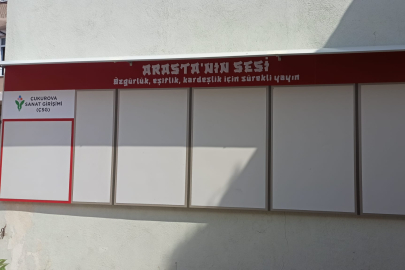 ARASTA'NIN SESİ
Özgürlük, eşitlik, kardeşlik için sürekli yayın
ÇUKUROVA
SANAT GİRİŞİMİ
(ÇSG)